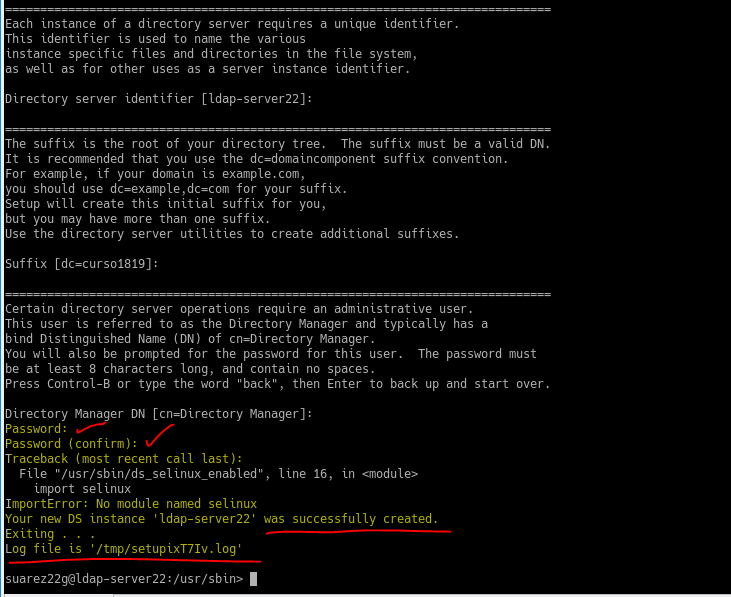 ==============================================================================
Each instance of a directory server requires a unique identifier.
This identifier is used to name the various
instance specific files and directories in the file system,
as well as for other uses as a server instance identifier.
Directory server identifier [ldap-server22]:
==============================================================================
The suffix is the root of your directory tree.  The suffix must be a valid DN.
It is recommended that you use the dc=domaincomponent suffix convention.
For example, if your domain is example.com,
you should use dc=example,dc=com for your suffix.
Setup will create this initial suffix for you,
but you may have more than one suffix.
Use the directory server utilities to create additional suffixes.
Suffix [dc=curso1819]:
==============================================================================
Certain directory server operations require an administrative user.
This user is referred to as the Directory Manager and typically has a
bind Distinguished Name (DN) of cn=Directory Manager.
You will also be prompted for the password for this user.  The password must
be at least 8 characters long, and contain no spaces.
Press Control-B or type the word "back", then Enter to back up and start over.
Directory Manager DN [cn=Directory Manager]:
Password:
Password (confirm):
Traceback (most recent call last):
  File "/usr/sbin/ds_selinux_enabled", line 16, in <module>
    import selinux
ImportError: No module named selinux
Your new DS instance 'ldap-server22' was successfully created.
Exiting . . .
Log file is '/tmp/setupixT7Iv.log'
suarez22g@ldap-server22:/usr/sbin>